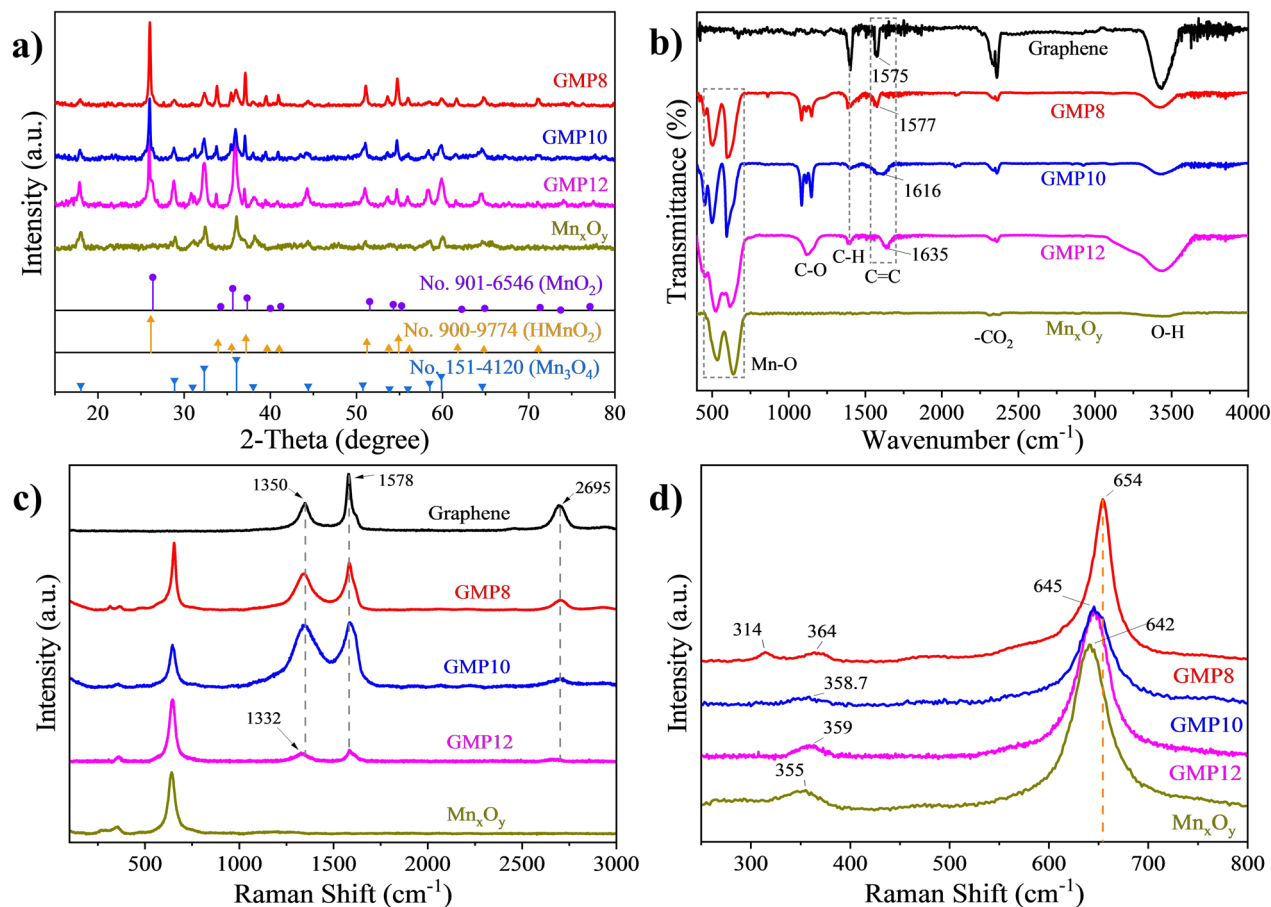 a)
GMP8
GMP10
GMP12
MnₓOᵧ
No. 901-6546 (MnO₂)
No. 900-9774 (HMnO₂)
No. 151-4120 (Mn₃O₄)
Intensity (a.u.)
20 30 40 50 60 70 80
2-Theta (degree)
b)
Graphene
1575
GMP8
1577
GMP10
1616
GMP12
C-O
C-H
C=C
1635
MnₓOᵧ
Mn-O
-CO₂
O-H
Transmittance (%)
500 1000 1500 2000 2500 3000 3500 4000
Wavenumber (cm⁻¹)
c)
1350
1578
2695
Graphene
GMP8
GMP10
1332
GMP12
MnₓOᵧ
Intensity (a.u.)
500 1000 1500 2000 2500 3000
Raman Shift (cm⁻¹)
d)
654
645
642
314
364
GMP8
358.7
GMP10
359
GMP12
355
MnₓOᵧ
Intensity (a.u.)
300 400 500 600 700 800
Raman Shift (cm⁻¹)